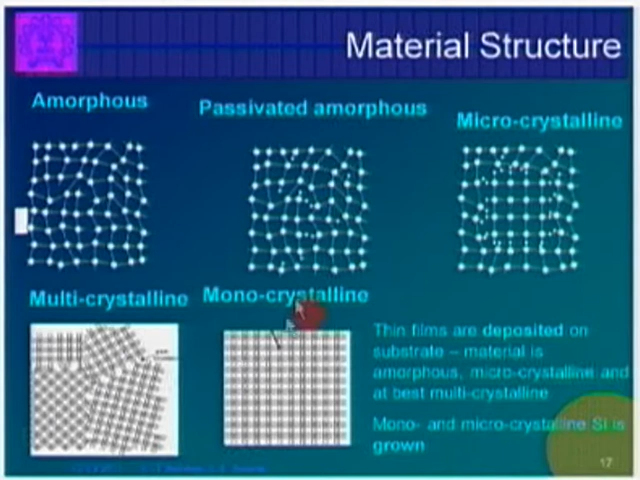 Material Structure
Amorphous
Passivated amorphous
Micro-crystalline
Multi-crystalline
Mono-crystalline
Thin films are deposited on
substrate – material is
amorphous, micro-crystalline and
at best multi-crystalline
Mono- and micro-crystalline SI is
grown
17